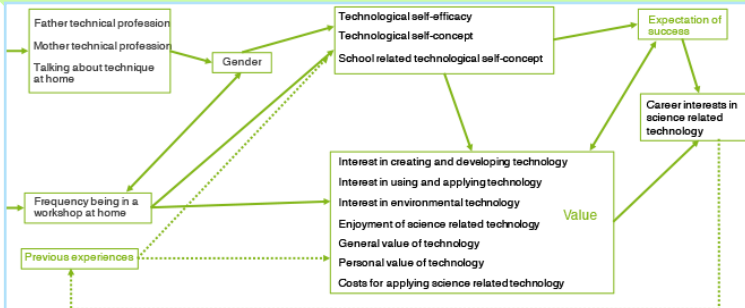 Father technical profession
Mother technical profession
Talking about technique
at home
Gender
Technological self-efficacy
Technological self-concept
School related technological self-concept
Expectation of
success
Career interests in
science related
technology
Frequency being in a
workshop at home
Previous experiences
Interest in creating and developing technology
Interest in using and applying technology
Interest in environmental technology
Enjoyment of science related technology
General value of technology
Personal value of technology
Costs for applying science related technology
Value